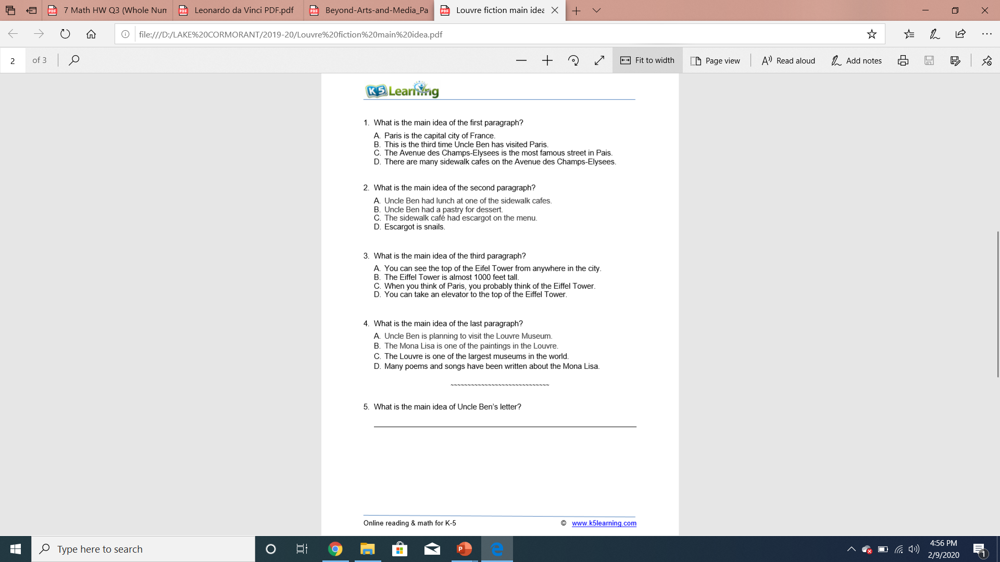 7 Math HW Q3 (Whole Nun
Leonardo da Vinci PDF.pdf
Beyond-Arts-and-Media_Pa
Louvre fiction main idea
file:///D:/LAKE%20CORMORANT/2019-20/Louvre%20fiction%20main%20idea.pdf
2 of 3
Fit to width
Page view
Read aloud
Add notes
K5 Learning
1. What is the main idea of the first paragraph?
A. Paris is the capital city of France.
B. This is the third time Uncle Ben has visited Paris.
C. The Avenue des Champs-Elysees is the most famous street in Pais.
D. There are many sidewalk cafes on the Avenue des Champs-Elysees.
2. What is the main idea of the second paragraph?
A. Uncle Ben had lunch at one of the sidewalk cafes.
B. Uncle Ben had a pastry for dessert.
C. The sidewalk café had escargot on the menu.
D. Escargot is snails.
3. What is the main idea of the third paragraph?
A. You can see the top of the Eifel Tower from anywhere in the city.
B. The Eiffel Tower is almost 1000 feet tall.
C. When you think of Paris, you probably think of the Eiffel Tower.
D. You can take an elevator to the top of the Eiffel Tower.
4. What is the main idea of the last paragraph?
A. Uncle Ben is planning to visit the Louvre Museum.
B. The Mona Lisa is one of the paintings in the Louvre.
C. The Louvre is one of the largest museums in the world.
D. Many poems and songs have been written about the Mona Lisa.
~~~~~~~~~~~~~~~~~~~~~~~~~~~~~
5. What is the main idea of Uncle Ben's letter?
Online reading & math for K-5
© www.k5learning.com
Type here to search
4:56 PM
2/9/2020
1